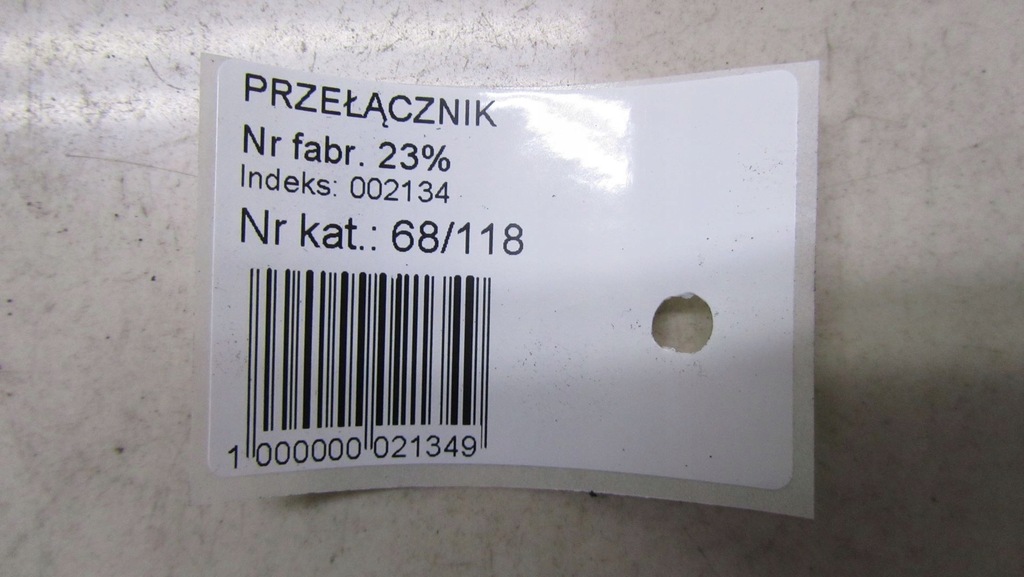 PRZEŁĄCZNIK
Nr fabr. 23%
Indeks: 002134
Nr kat.: 68/118
1 000000 021349